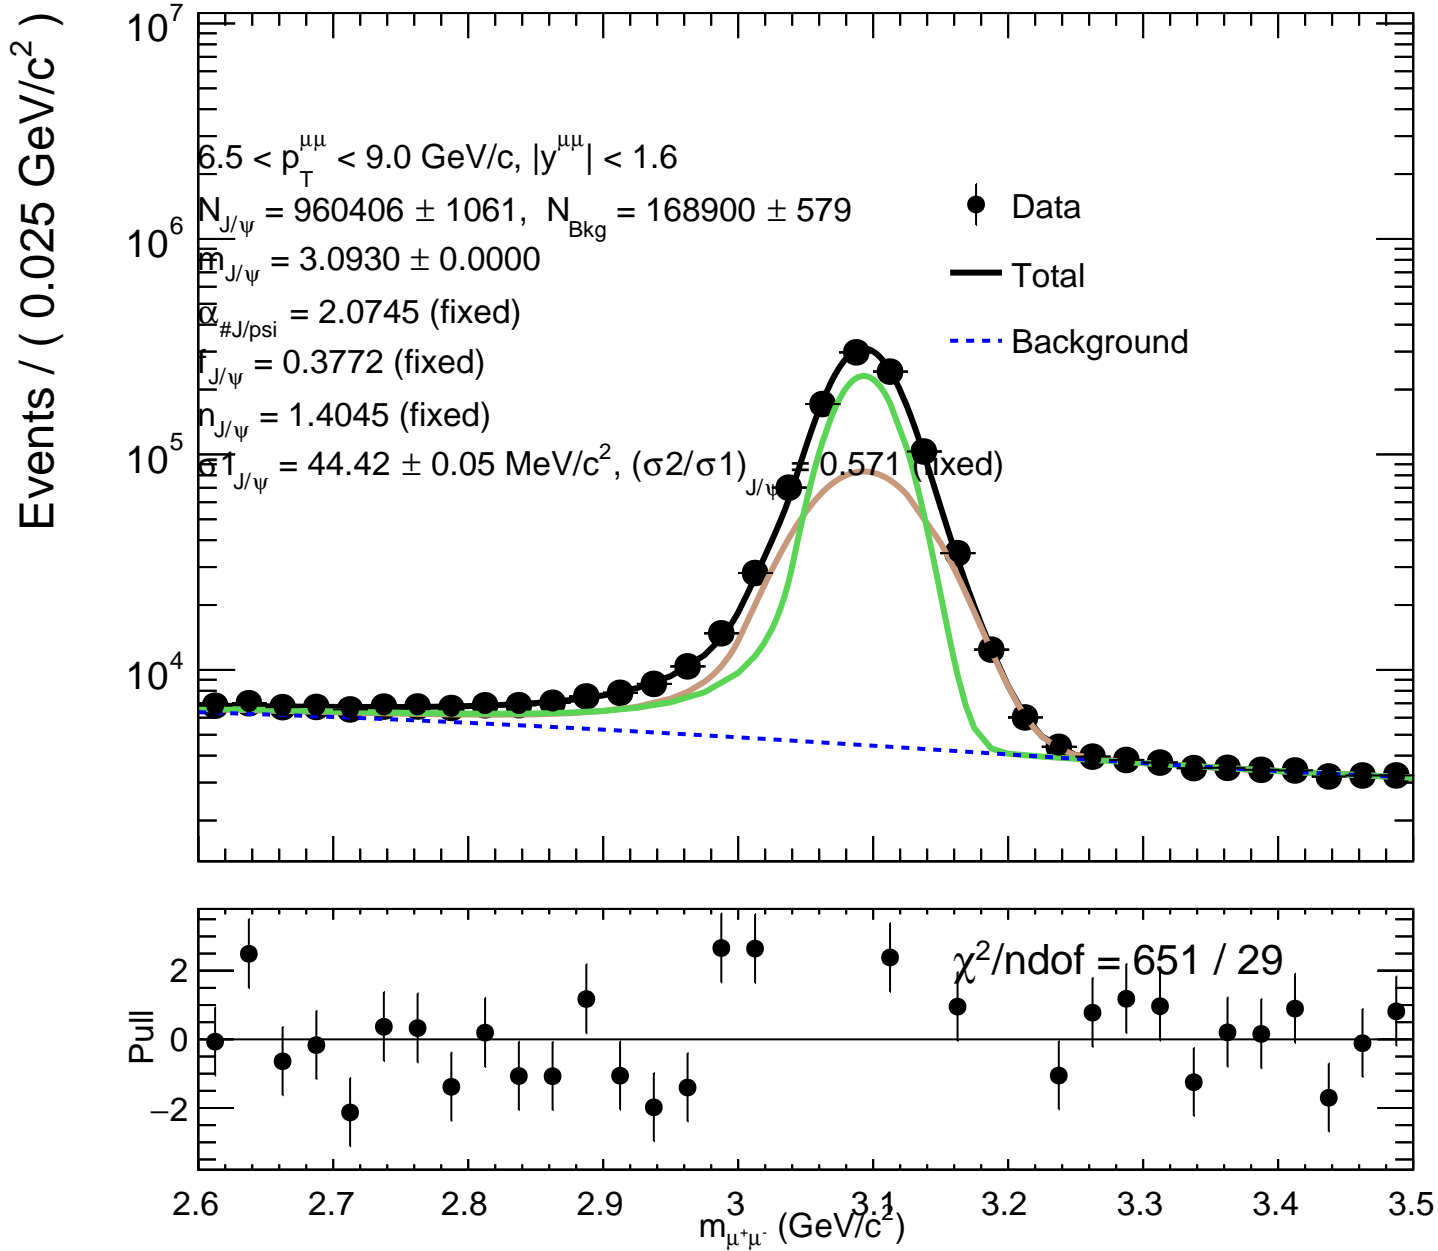 Events / ( 0.025 GeV/c² )
10⁷
10⁶
10⁵
10⁴
6.5 < p_T^μμ < 9.0 GeV/c, |y^μμ| < 1.6
N_J/ψ = 960406 ± 1061, N_Bkg = 168900 ± 579
m_J/ψ = 3.0930 ± 0.0000
α_#J/psi = 2.0745 (fixed)
f_J/ψ = 0.3772 (fixed)
n_J/ψ = 1.4045 (fixed)
σ1_J/ψ = 44.42 ± 0.05 MeV/c², (σ2/σ1)_J/ψ = 0.571 (fixed)
Data
Total
Background
Pull
2
0
−2
χ²/ndof = 651 / 29
2.6 2.7 2.8 2.9 3 3.1 3.2 3.3 3.4 3.5
m_μ⁺μ⁻ (GeV/c²)